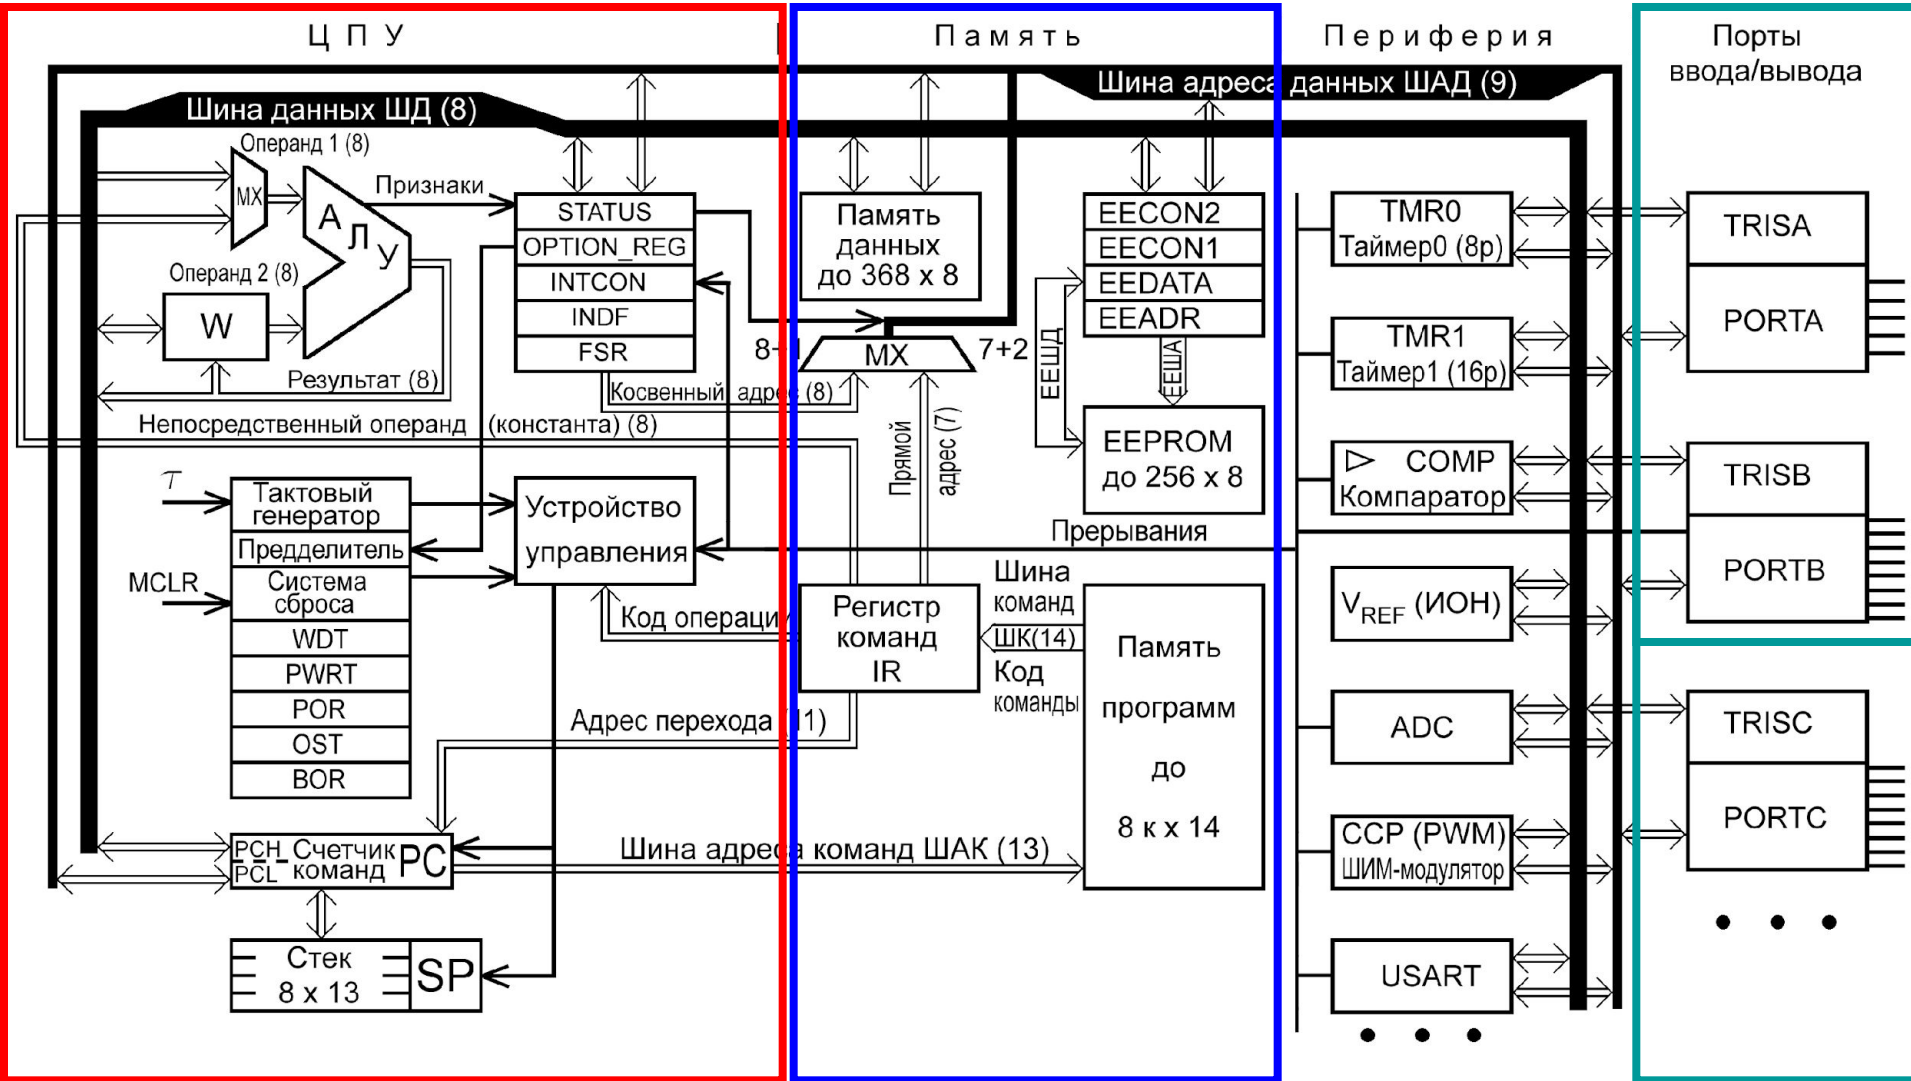 ЦПУ
Память
Периферия
Порты
ввода/вывода
Шина адреса данных ШАД (9)
Шина данных ШД (8)
Операнд 1 (8)
MX
АЛУ
Признаки
Операнд 2 (8)
W
Результат (8)
STATUS
OPTION_REG
INTCON
INDF
FSR
Косвенный адрес (8)
Непосредственный операнд (константа) (8)
τ
Тактовый
генератор
Предделитель
MCLR
Система
сброса
WDT
PWRT
POR
OST
BOR
Устройство
управления
Код операции
Адрес перехода (11)
PCH
PCL
Счетчик
команд
PC
Шина адреса команд ШАК (13)
Стек
8 х 13
SP
Память
данных
до 368 х 8
8+1
MX
7+2
Прямой
адрес (7)
EECON2
EECON1
EEDATA
EEADR
ЕЕШД
ЕЕША
EEPROM
до 256 х 8
Прерывания
Регистр
команд
IR
Шина
команд
ШК(14)
Код
команды
Память
программ
до
8 к х 14
TMR0
Таймер0 (8р)
TMR1
Таймер1 (16р)
COMP
Компаратор
VREF (ИОН)
ADC
CCP (PWM)
ШИМ-модулятор
USART
• • •
TRISA
PORTA
TRISB
PORTB
TRISC
PORTC
• • •